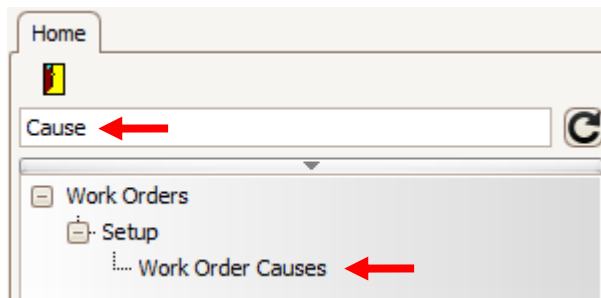 Home
Cause
Work Orders
Setup
Work Order Causes